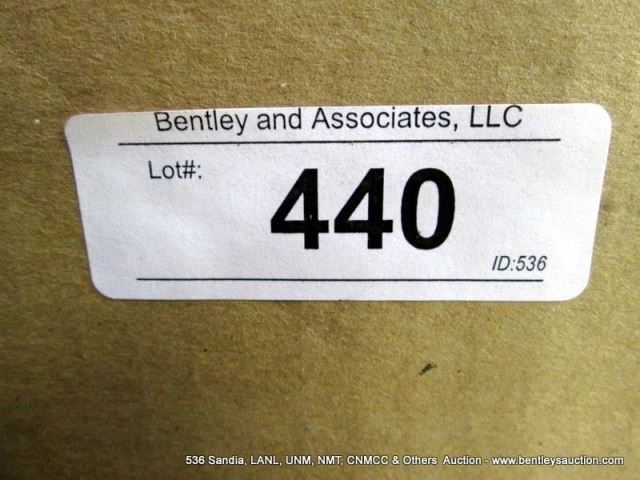 Bentley and Associates, LLC
Lot#:
440
ID:536
536 Sandia, LANL, UNM, NMT, CNMCC & Others Auction - www.bentleysauction.com